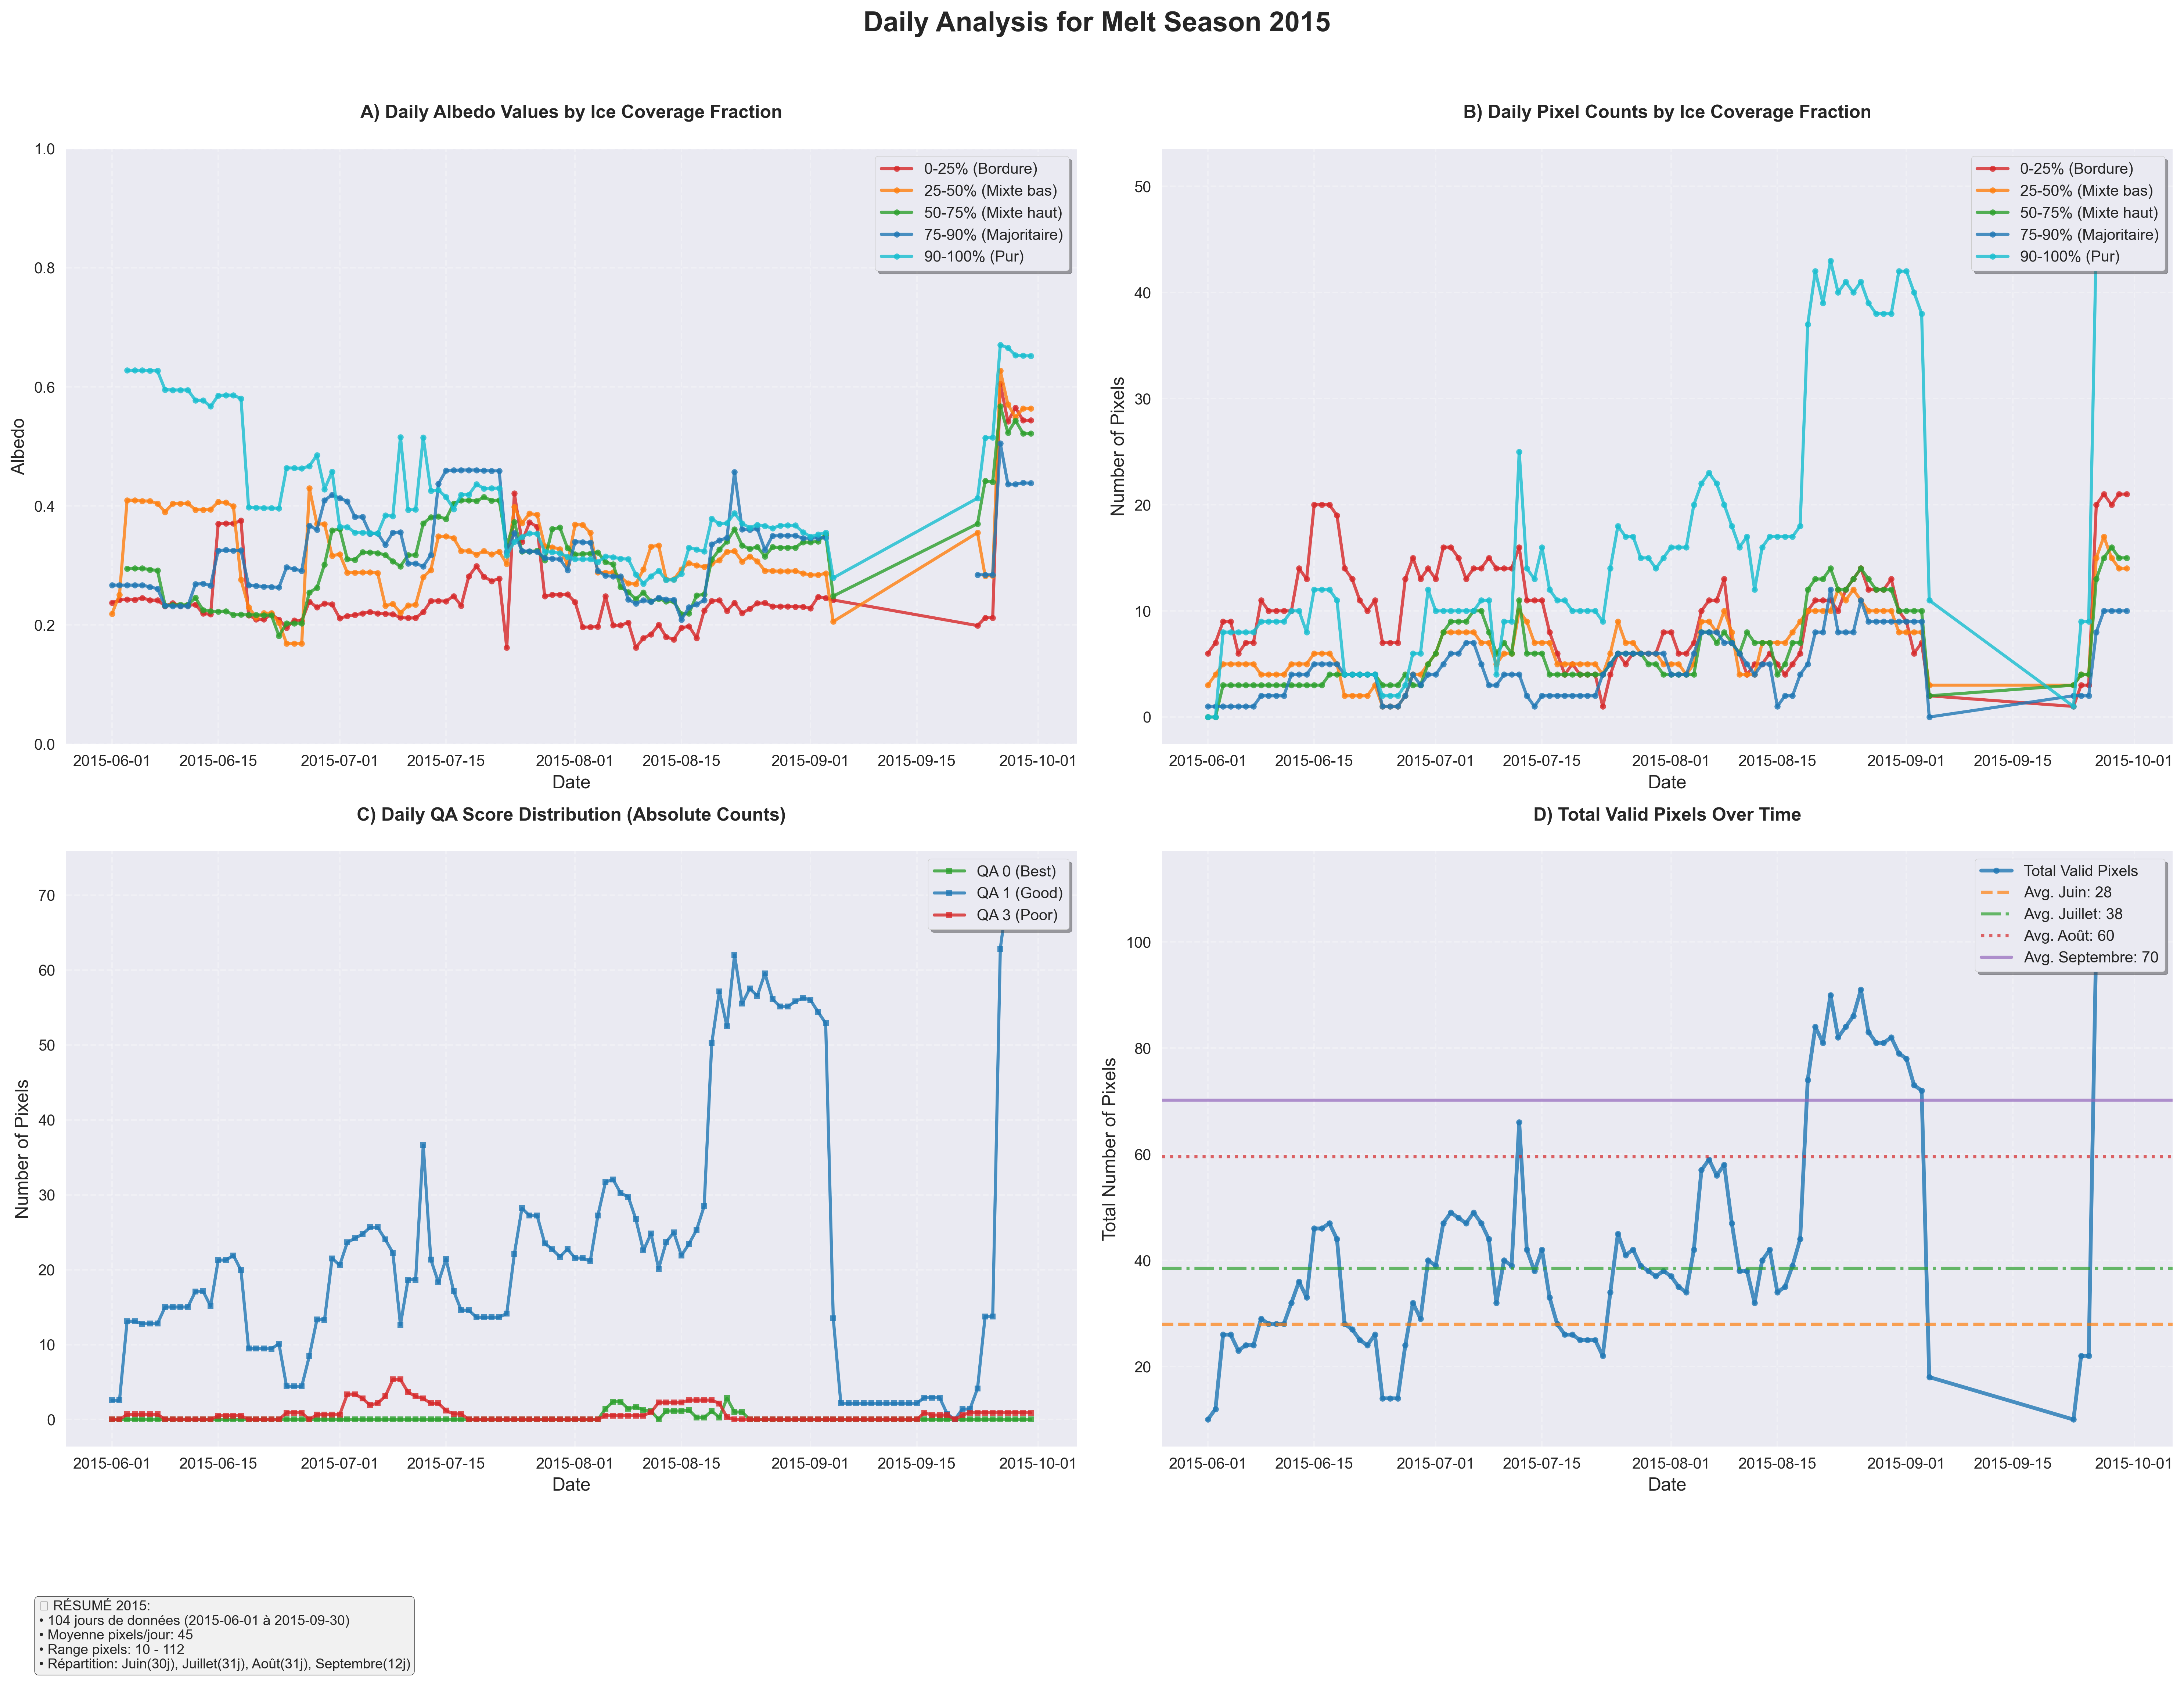 Daily Analysis for Melt Season 2015
A) Daily Albedo Values by Ice Coverage Fraction
1.0
0.8
0.6
0.4
0.2
0.0
Albedo
0-25% (Bordure)
25-50% (Mixte bas)
50-75% (Mixte haut)
75-90% (Majoritaire)
90-100% (Pur)
2015-06-01 2015-06-15 2015-07-01 2015-07-15 2015-08-01 2015-08-15 2015-09-01 2015-09-15 2015-10-01
Date
B) Daily Pixel Counts by Ice Coverage Fraction
50
40
30
20
10
0
Number of Pixels
0-25% (Bordure)
25-50% (Mixte bas)
50-75% (Mixte haut)
75-90% (Majoritaire)
90-100% (Pur)
2015-06-01 2015-06-15 2015-07-01 2015-07-15 2015-08-01 2015-08-15 2015-09-01 2015-09-15 2015-10-01
Date
C) Daily QA Score Distribution (Absolute Counts)
70
60
50
40
30
20
10
0
Number of Pixels
QA 0 (Best)
QA 1 (Good)
QA 3 (Poor)
2015-06-01 2015-06-15 2015-07-01 2015-07-15 2015-08-01 2015-08-15 2015-09-01 2015-09-15 2015-10-01
Date
D) Total Valid Pixels Over Time
100
80
60
40
20
Total Number of Pixels
Total Valid Pixels
Avg. Juin: 28
Avg. Juillet: 38
Avg. Août: 60
Avg. Septembre: 70
2015-06-01 2015-06-15 2015-07-01 2015-07-15 2015-08-01 2015-08-15 2015-09-01 2015-09-15 2015-10-01
Date
RÉSUMÉ 2015:
• 104 jours de données (2015-06-01 à 2015-09-30)
• Moyenne pixels/jour: 45
• Range pixels: 10 - 112
• Répartition: Juin(30j), Juillet(31j), Août(31j), Septembre(12j)